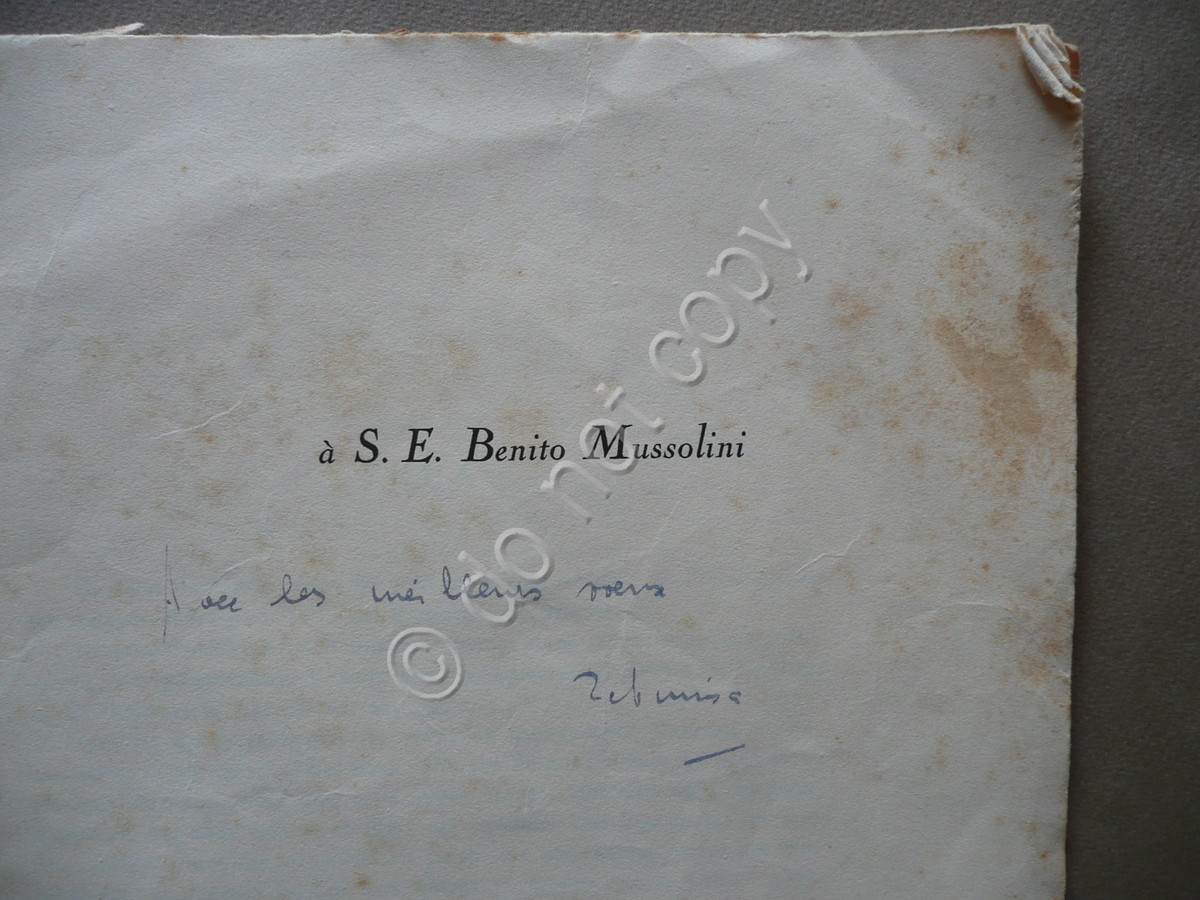 à S. E. Benito Mussolini
Avec les meilleurs voeux
© do not copy